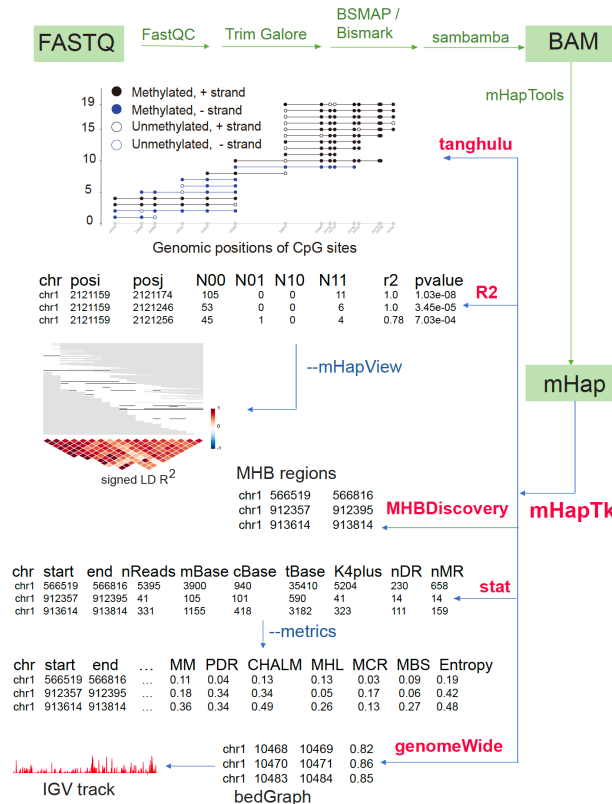 FASTQ
FastQC
Trim Galore
BSMAP /
Bismark
sambamba
BAM
mHapTools
Methylated, + strand
Methylated, - strand
Unmethylated, + strand
Unmethylated, - strand
19
15
10
5
0
Genomic positions of CpG sites
tanghulu
chr posi posj N00 N01 N10 N11 r2 pvalue
chr1 2121159 2121174 105 0 0 11 1.0 1.03e-08
chr1 2121159 2121246 53 0 0 6 1.0 3.45e-05
chr1 2121159 2121256 45 1 0 4 0.78 7.03e-04
R2
--mHapView
mHap
1
0
-1
signed LD R2
MHB regions
chr1 566519 566816
chr1 912357 912395
chr1 913614 913814
MHBDiscovery
mHapTk
chr start end nReads mBase cBase tBase K4plus nDR nMR
chr1 566519 566816 5395 3900 940 35410 5204 230 658
chr1 912357 912395 41 105 101 590 41 14 14
chr1 913614 913814 331 1155 418 3182 323 111 159
stat
--metrics
chr start end … MM PDR CHALM MHL MCR MBS Entropy
chr1 566519 566816 … 0.11 0.04 0.13 0.13 0.03 0.09 0.19
chr1 912357 912395 … 0.18 0.34 0.34 0.05 0.17 0.06 0.42
chr1 913614 913814 … 0.36 0.34 0.49 0.26 0.13 0.27 0.48
genomeWide
chr1 10468 10469 0.82
chr1 10470 10471 0.86
chr1 10483 10484 0.85
IGV track
bedGraph